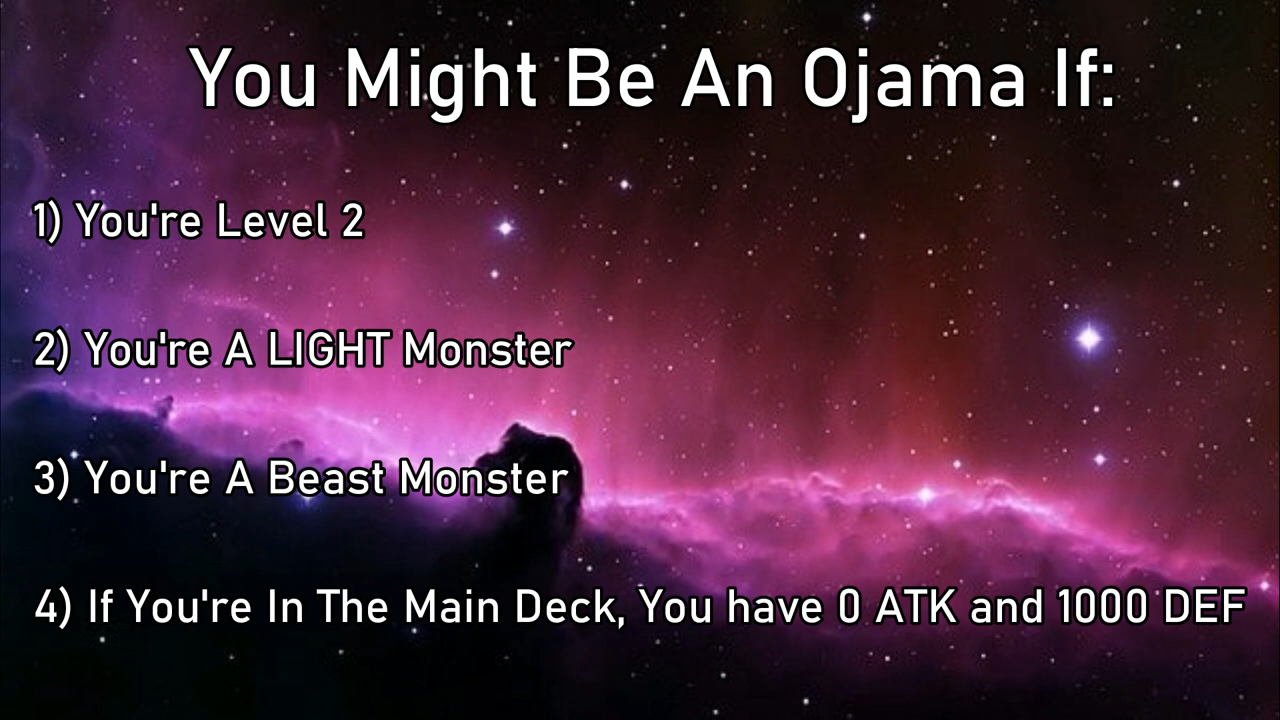 You Might Be An Ojama If:
1) You're Level 2
2) You're A LIGHT Monster
3) You're A Beast Monster
4) If You're In The Main Deck, You have 0 ATK and 1000 DEF